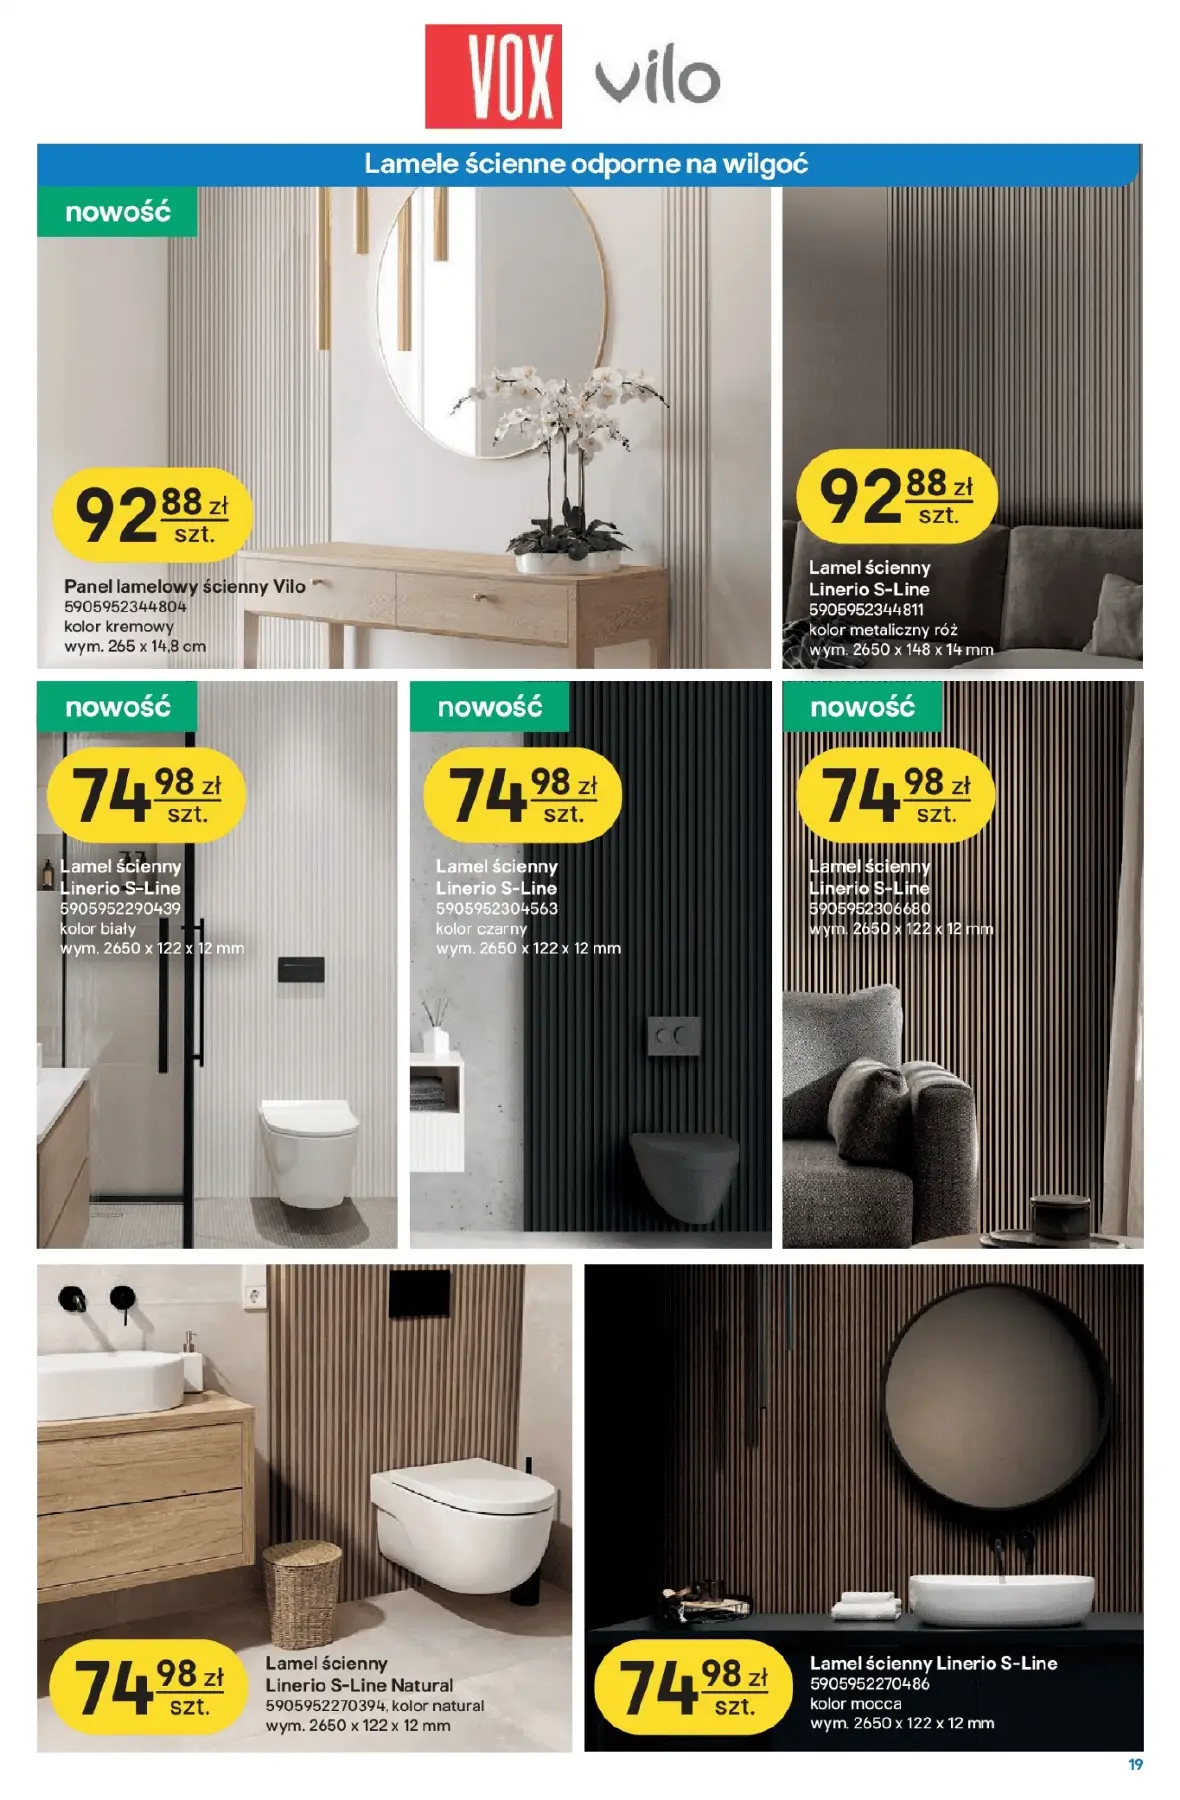 VOX vilo
Lamele ścienne odporne na wilgoć
nowość
92 88 zł
szt.
Panel lamelowy ścienny Vilo
5905952344804
kolor kremowy
wym. 265 x 14,8 cm
92 88 zł
szt.
Lamel ścienny
Linerio S-Line
5905952344811
kolor metaliczny róż
wym. 2650 x 148 x 14 mm
nowość
74 98 zł
szt.
Lamel ścienny
Linerio S-Line
5905952290439
kolor biały
wym. 2650 x 122 x 12 mm
nowość
74 98 zł
szt.
Lamel ścienny
Linerio S-Line
5905952304563
kolor czarny
wym. 2650 x 122 x 12 mm
nowość
74 98 zł
szt.
Lamel ścienny
Linerio S-Line
5905952306680
wym. 2650 x 122 x 12 mm
74 98 zł
szt.
Lamel ścienny
Linerio S-Line Natural
5905952270394, kolor natural
wym. 2650 x 122 x 12 mm
74 98 zł
szt.
Lamel ścienny Linerio S-Line
5905952270486
kolor mocca
wym. 2650 x 122 x 12 mm
19